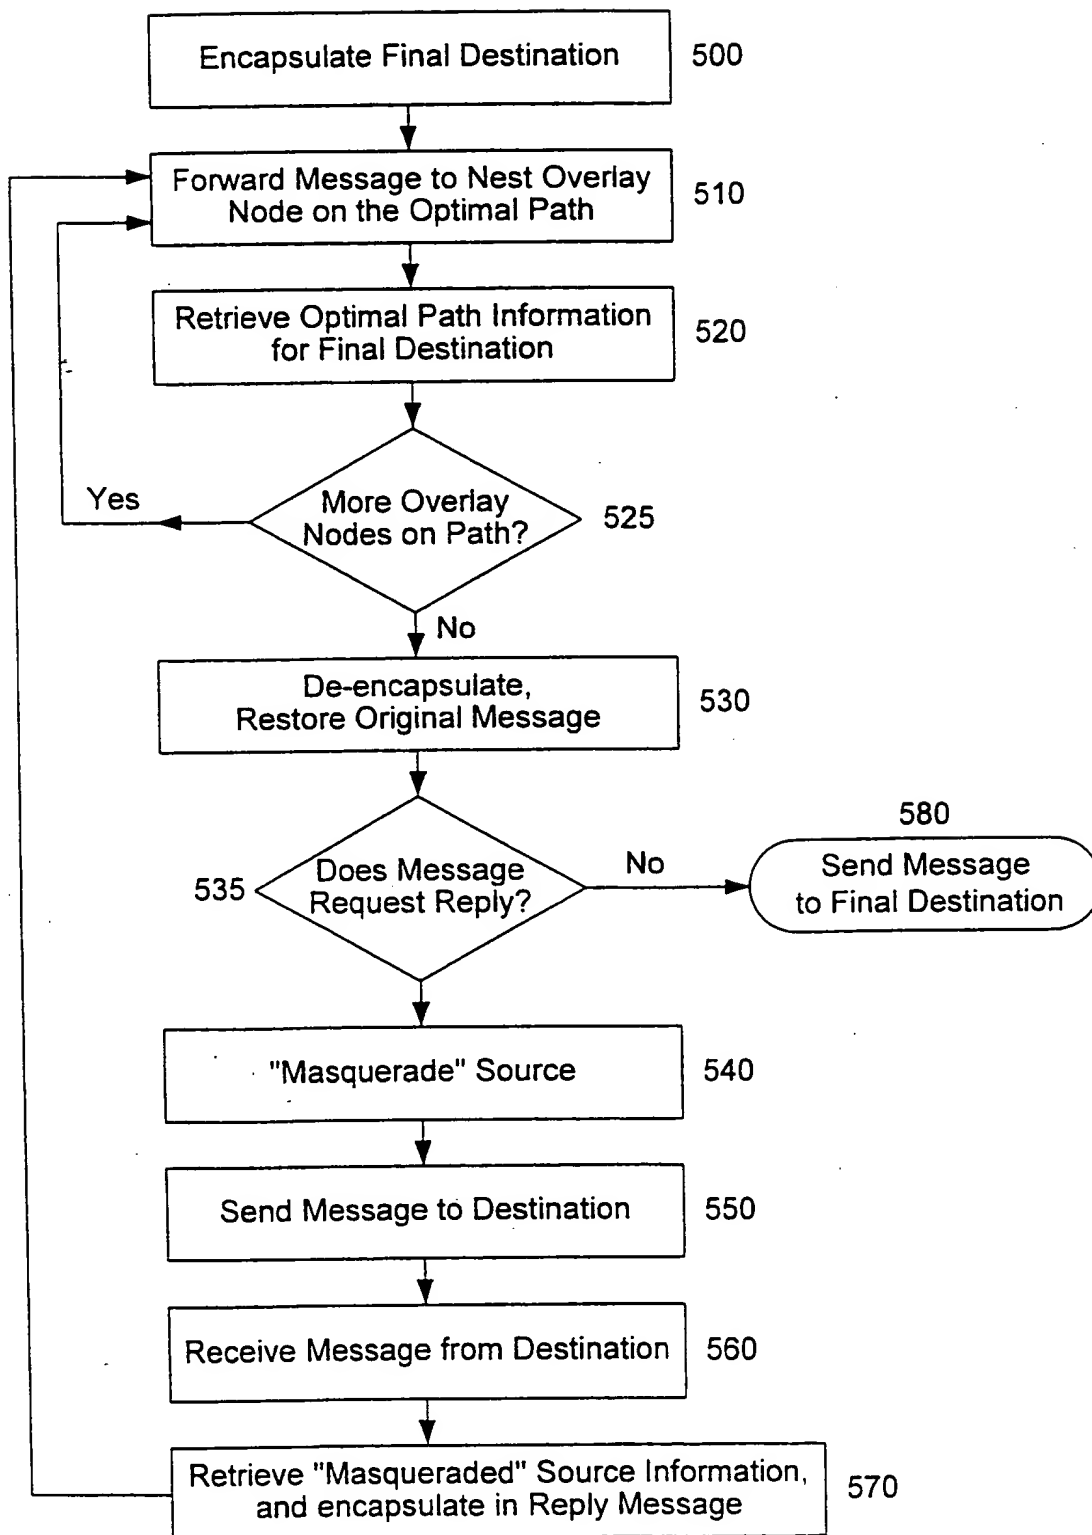 Encapsulate Final Destination
500
Forward Message to Nest Overlay
Node on the Optimal Path
510
Retrieve Optimal Path Information
for Final Destination
520
Yes
More Overlay
Nodes on Path?
525
No
De-encapsulate,
Restore Original Message
530
535
Does Message
Request Reply?
No
580
Send Message
to Final Destination
"Masquerade" Source
540
Send Message to Destination
550
Receive Message from Destination
560
Retrieve "Masqueraded" Source Information,
and encapsulate in Reply Message
570